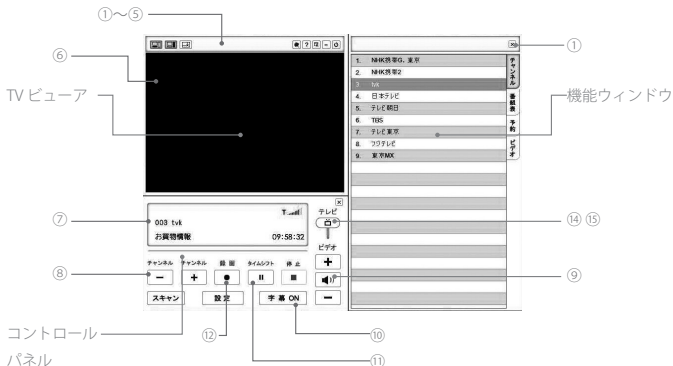 ①～⑤
⑥
TV ビューア
⑦
⑧
コントロール
パネル
003 tvk
お買物情報
09:58:32
テレビ
ビデオ
チャンネル
チャンネル
録画
タイムシフト
停止
スキャン
設定
字幕 ON
⑫
⑪
⑩
1. NHK携帯G.東京
2. NHK携帯2
3 tvk
4. 日本テレビ
5. テレビ朝日
6. TBS
7. テレビ東京
8. フジテレビ
9. 東京MX
チャンネル
番組表
予約
ビデオ
①
機能ウィンドウ
⑭ ⑮
⑨